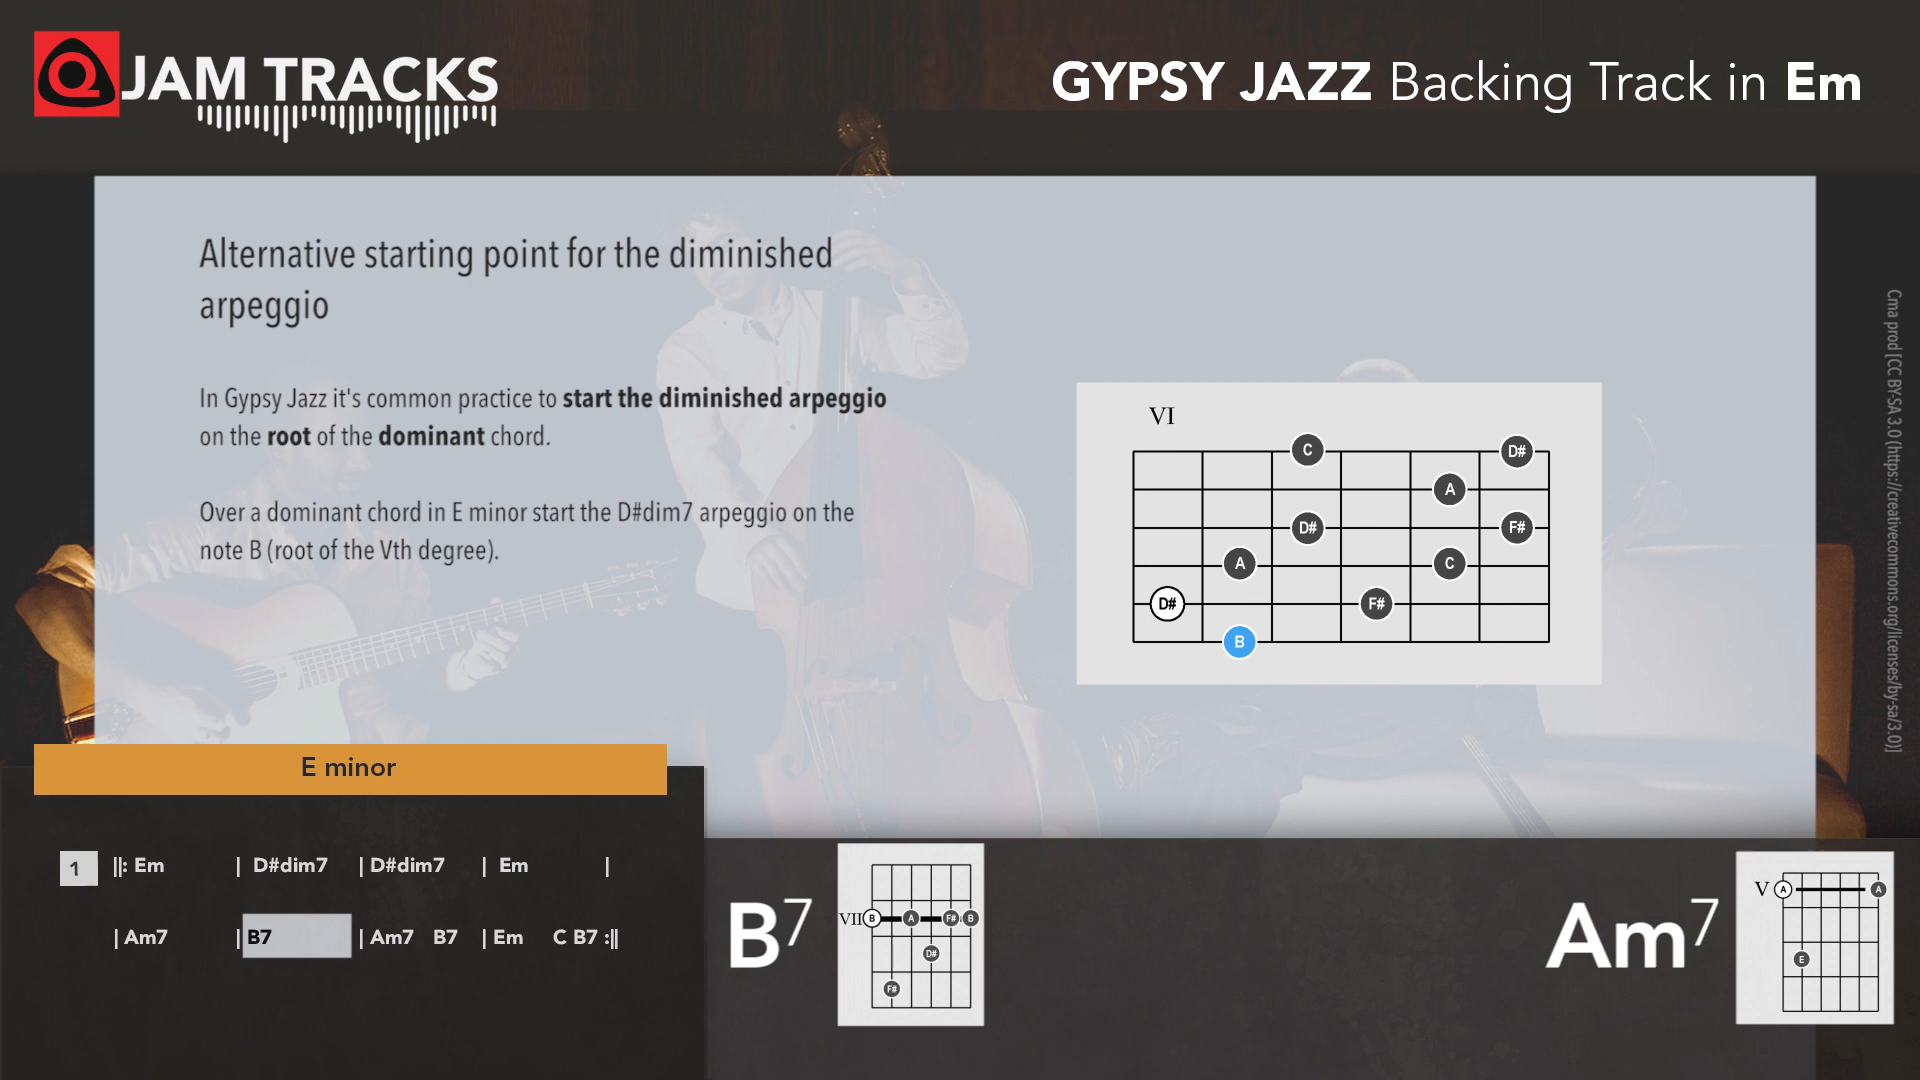 Q JAM TRACKS
GYPSY JAZZ Backing Track in Em
Alternative starting point for the diminished
arpeggio
In Gypsy Jazz it's common practice to start the diminished arpeggio
on the root of the dominant chord.
Over a dominant chord in E minor start the D#dim7 arpeggio on the
note B (root of the Vth degree).
VI
C D#
A
D# F#
A C
D# F#
B
Cma prod [CC BY-SA 3.0 (https://creativecommons.org/licenses/by-sa/3.0)]
E minor
1 ||: Em | D#dim7 | D#dim7 | Em |
| Am7 | B7 | Am7 B7 | Em C B7 :||
B7
VII B A F# B
D#
F#
Am7
V A A
E